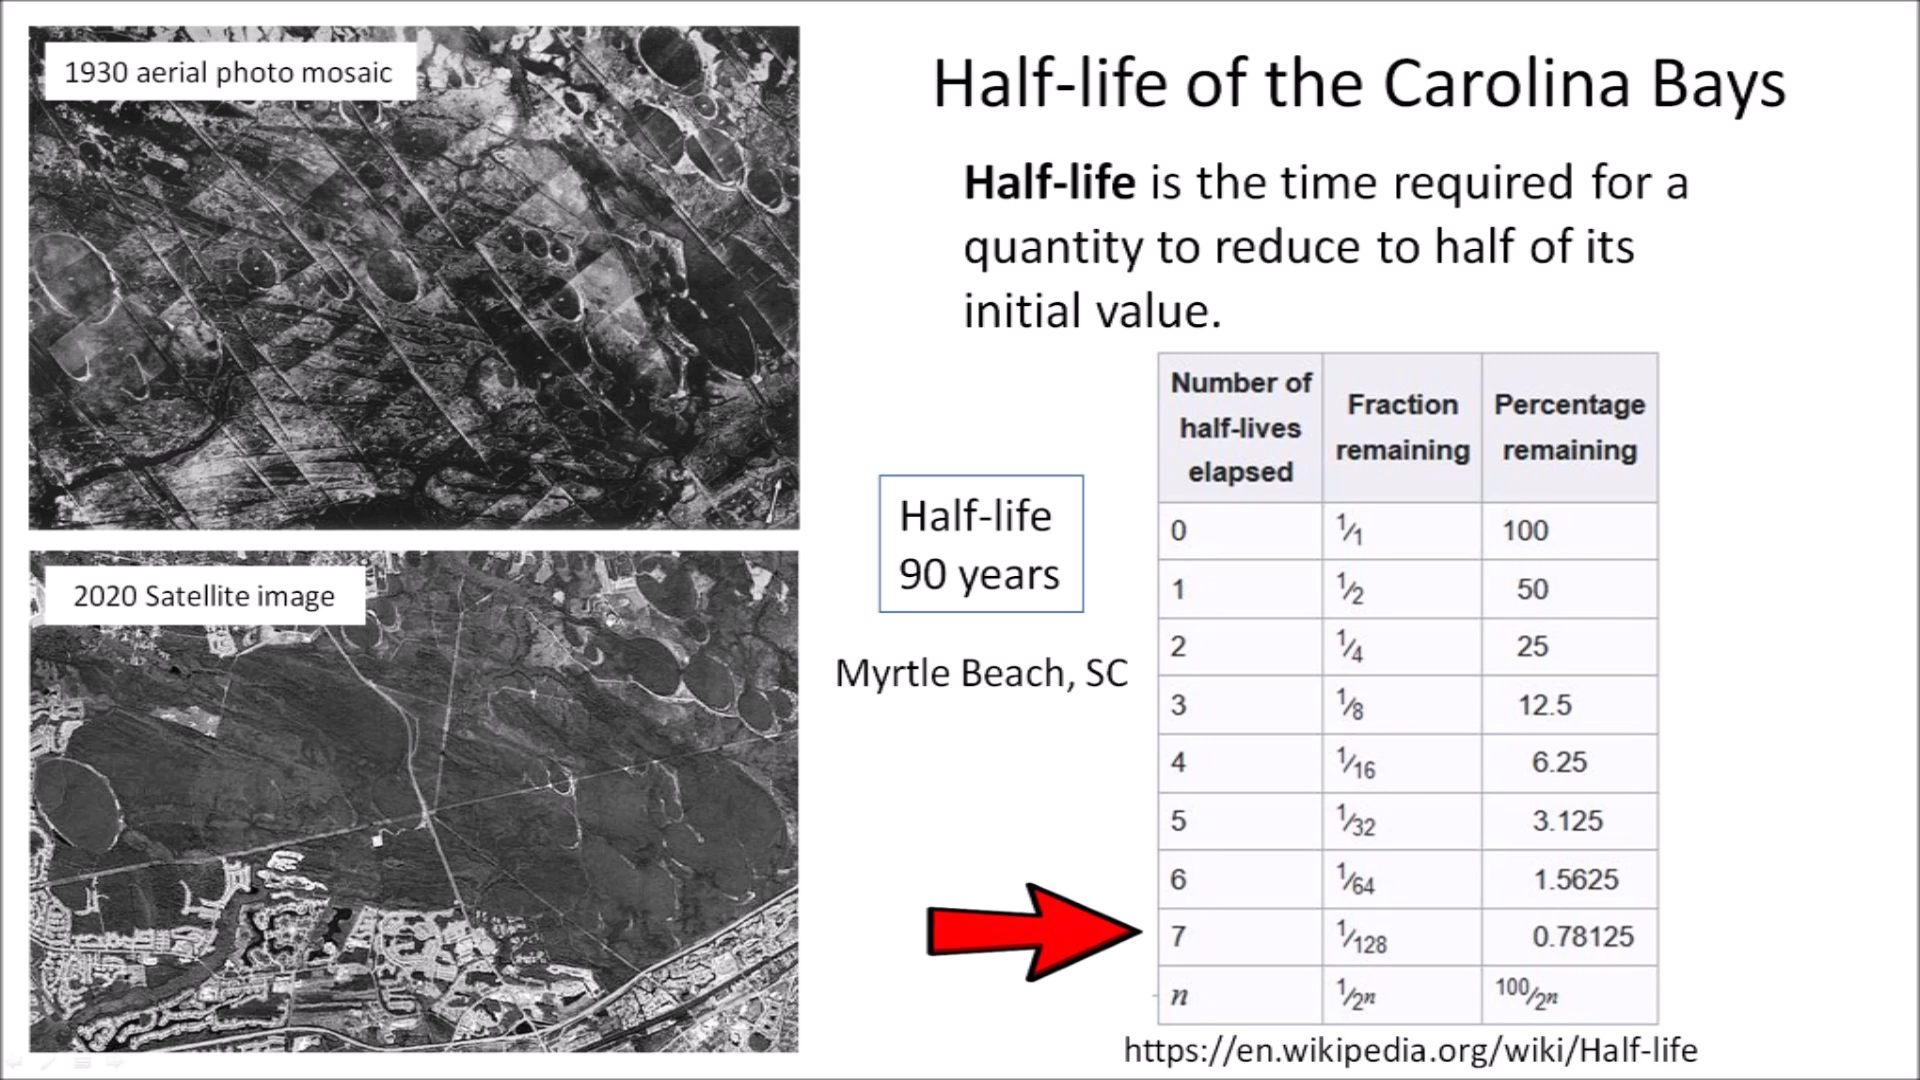 1930 aerial photo mosaic
2020 Satellite image
Half-life of the Carolina Bays
Half-life is the time required for a
quantity to reduce to half of its
initial value.
Half-life
90 years
Myrtle Beach, SC
Number of half-lives elapsed Fraction remaining Percentage remaining
0 1/1 100
1 1/2 50
2 1/4 25
3 1/8 12.5
4 1/16 6.25
5 1/32 3.125
6 1/64 1.5625
7 1/128 0.78125
n 1/2n 100/2n
https://en.wikipedia.org/wiki/Half-life